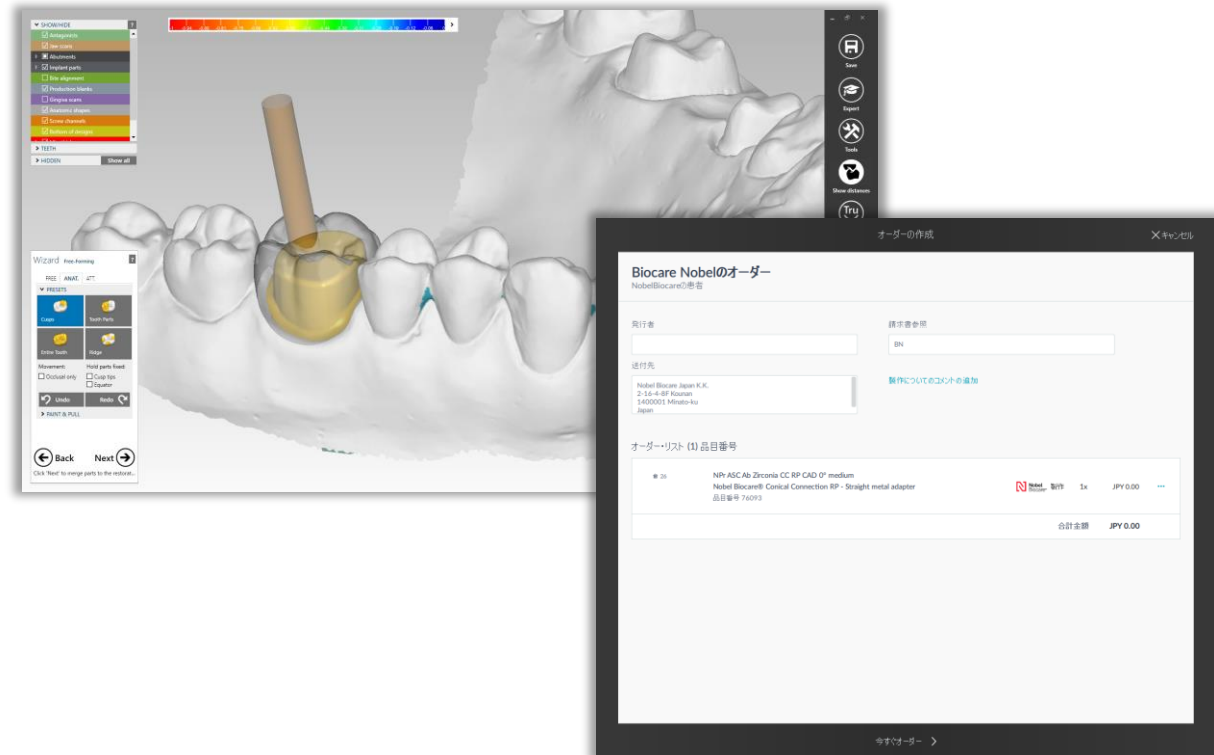 SHOW/HIDE
?
Antagonists
Jaw scans
Abutments
Implant parts
Bite alignment
Production blanks
Gingiva scans
Anatomic shapes
Screw channels
Bottom of designs
TEETH
HIDDEN
Show all
Save
Expert
Tools
Show distances
Tru
Wizard Free-Forming
?
FREE ANAT. ATT.
PRESETS
Cusps
Tooth Parts
Entire Tooth
Ridge
Movement: Hold parts fixed:
Occlusal only
Cusp tips
Equator
Undo
Redo
PAINT & PULL
Back
Next
Click 'Next' to merge parts to the restorat...
オーダーの作成
キャンセル
Biocare Nobelのオーダー
NobelBiocareの患者
発行者
請求書参照
BN
送付先
製作についてのコメントの追加
Nobel Biocare Japan K.K.
2-16-4-8F Kounan
1400001 Minato-ku
Japan
オーダー・リスト (1) 品目番号
26
NPr ASC Ab Zirconia CC RP CAD 0° medium
Nobel Biocare® Conical Connection RP - Straight metal adapter
品目番号 76093
Nobel Biocare 製作 1x JPY 0.00 ...
合計金額 JPY 0.00
今すぐオーダー